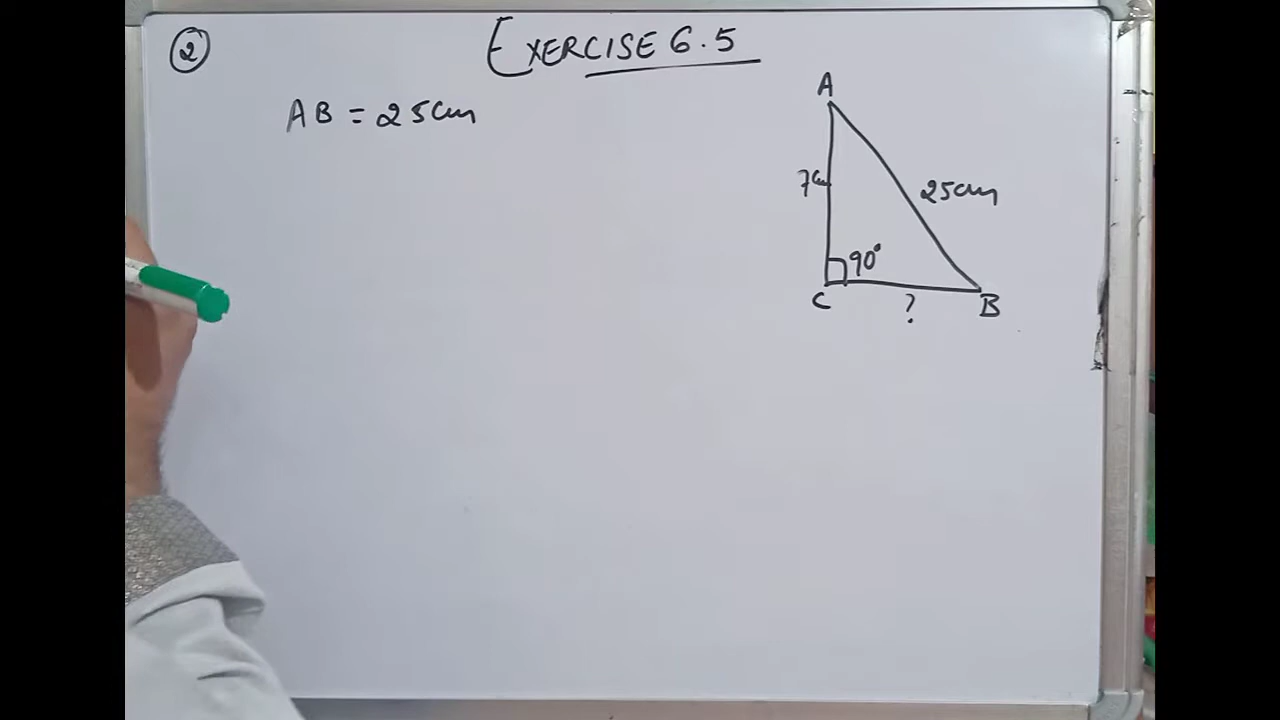 ② EXERCISE 6.5
AB = 25cm
A
7cm
25cm
90°
C
?
B